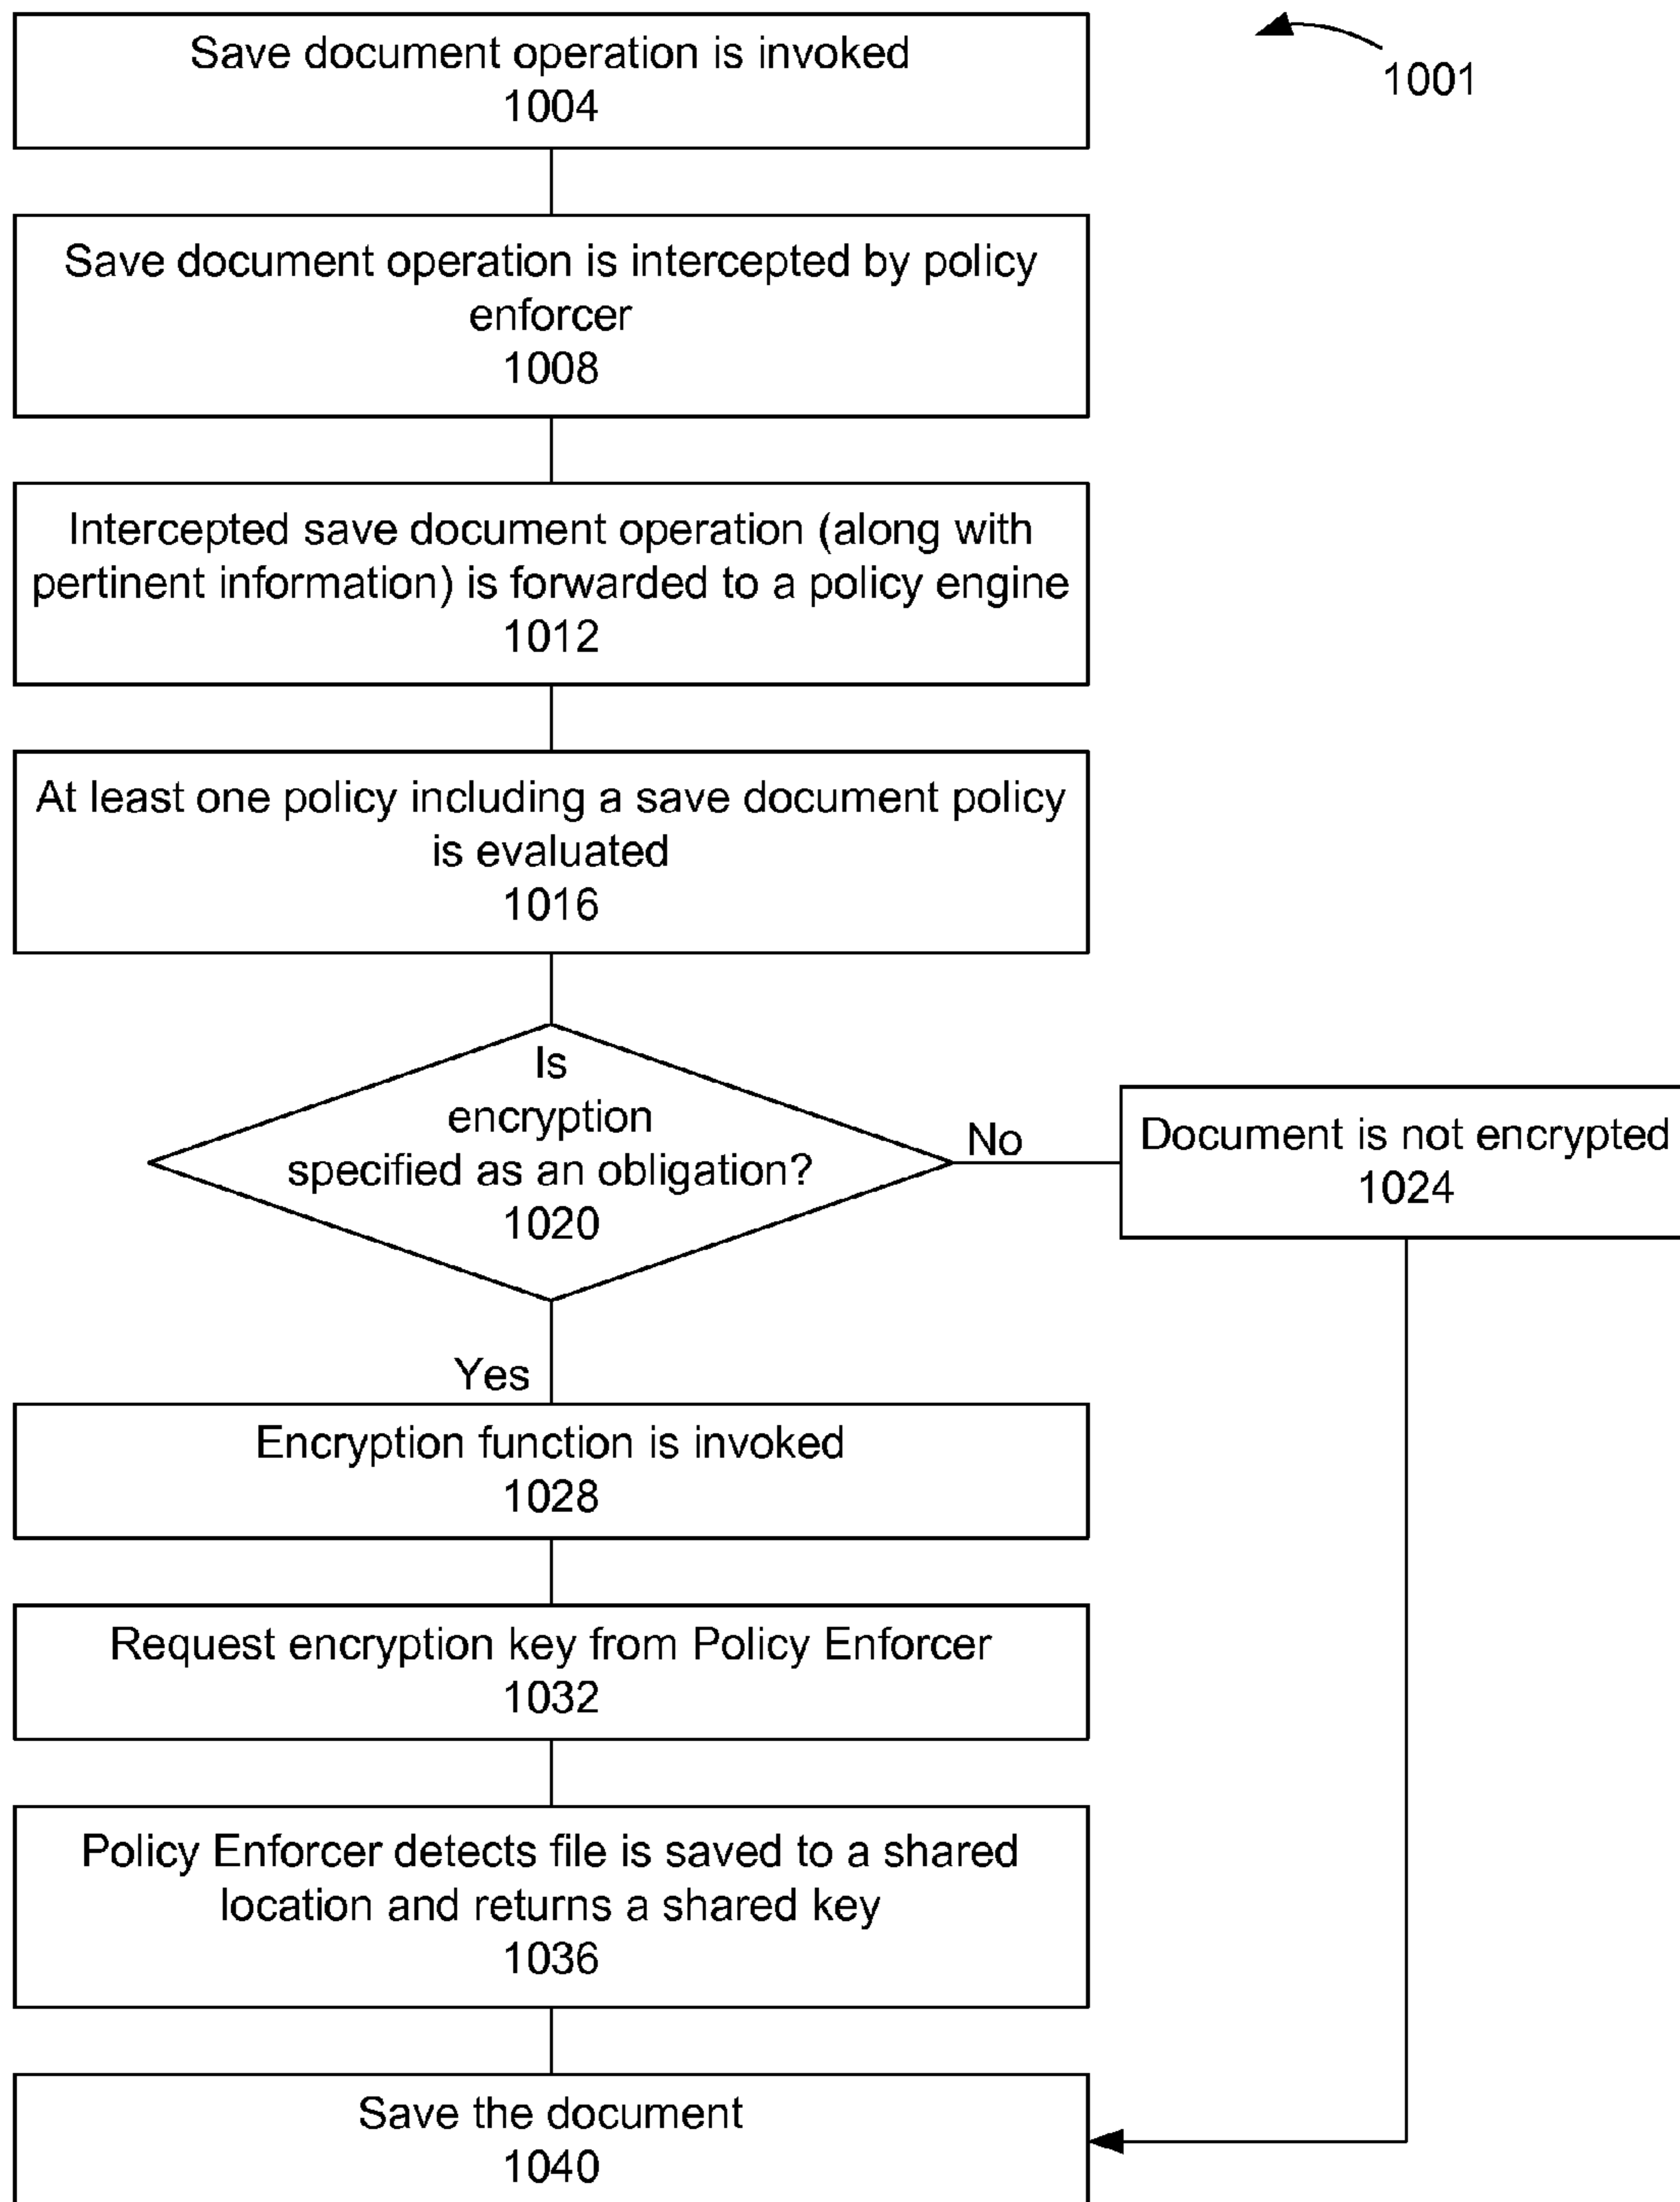 Save document operation is invoked
1004
1001
Save document operation is intercepted by policy
enforcer
1008
Intercepted save document operation (along with
pertinent information) is forwarded to a policy engine
1012
At least one policy including a save document policy
is evaluated
1016
Is
encryption
specified as an obligation?
1020
No
Document is not encrypted
1024
Yes
Encryption function is invoked
1028
Request encryption key from Policy Enforcer
1032
Policy Enforcer detects file is saved to a shared
location and returns a shared key
1036
Save the document
1040